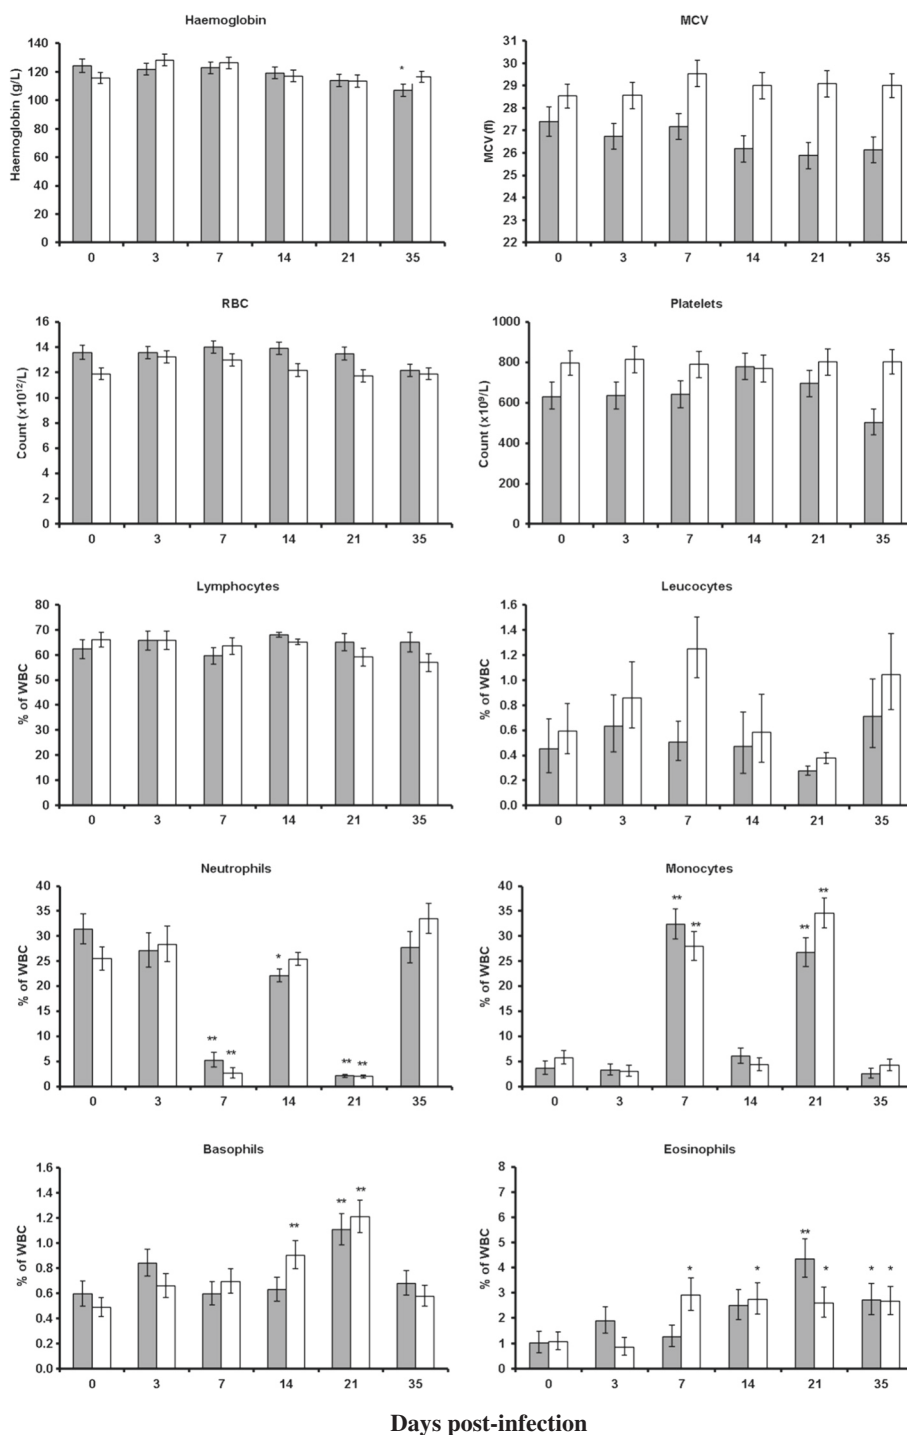 Haemoglobin
Haemoglobin (g/L)
140
120
100
80
60
40
20
0
*
0 3 7 14 21 35
MCV
MCV (fl)
31
30
29
28
27
26
25
24
23
22
0 3 7 14 21 35
RBC
Count (x10¹²/L)
16
14
12
10
8
6
4
2
0
0 3 7 14 21 35
Platelets
Count (x10⁹/L)
1000
800
600
400
200
0
0 3 7 14 21 35
Lymphocytes
% of WBC
80
70
60
50
40
30
20
10
0
0 3 7 14 21 35
Leucocytes
% of WBC
1.6
1.4
1.2
1.0
0.8
0.6
0.4
0.2
0.0
0 3 7 14 21 35
Neutrophils
% of WBC
40
35
30
25
20
15
10
5
0
** ** * ** **
0 3 7 14 21 35
Monocytes
% of WBC
40
35
30
25
20
15
10
5
0
** ** ** **
0 3 7 14 21 35
Basophils
% of WBC
1.6
1.4
1.2
1.0
0.8
0.6
0.4
0.2
0.0
** ** **
0 3 7 14 21 35
Eosinophils
% of WBC
8
7
6
5
4
3
2
1
0
* * ** * * *
0 3 7 14 21 35
Days post-infection